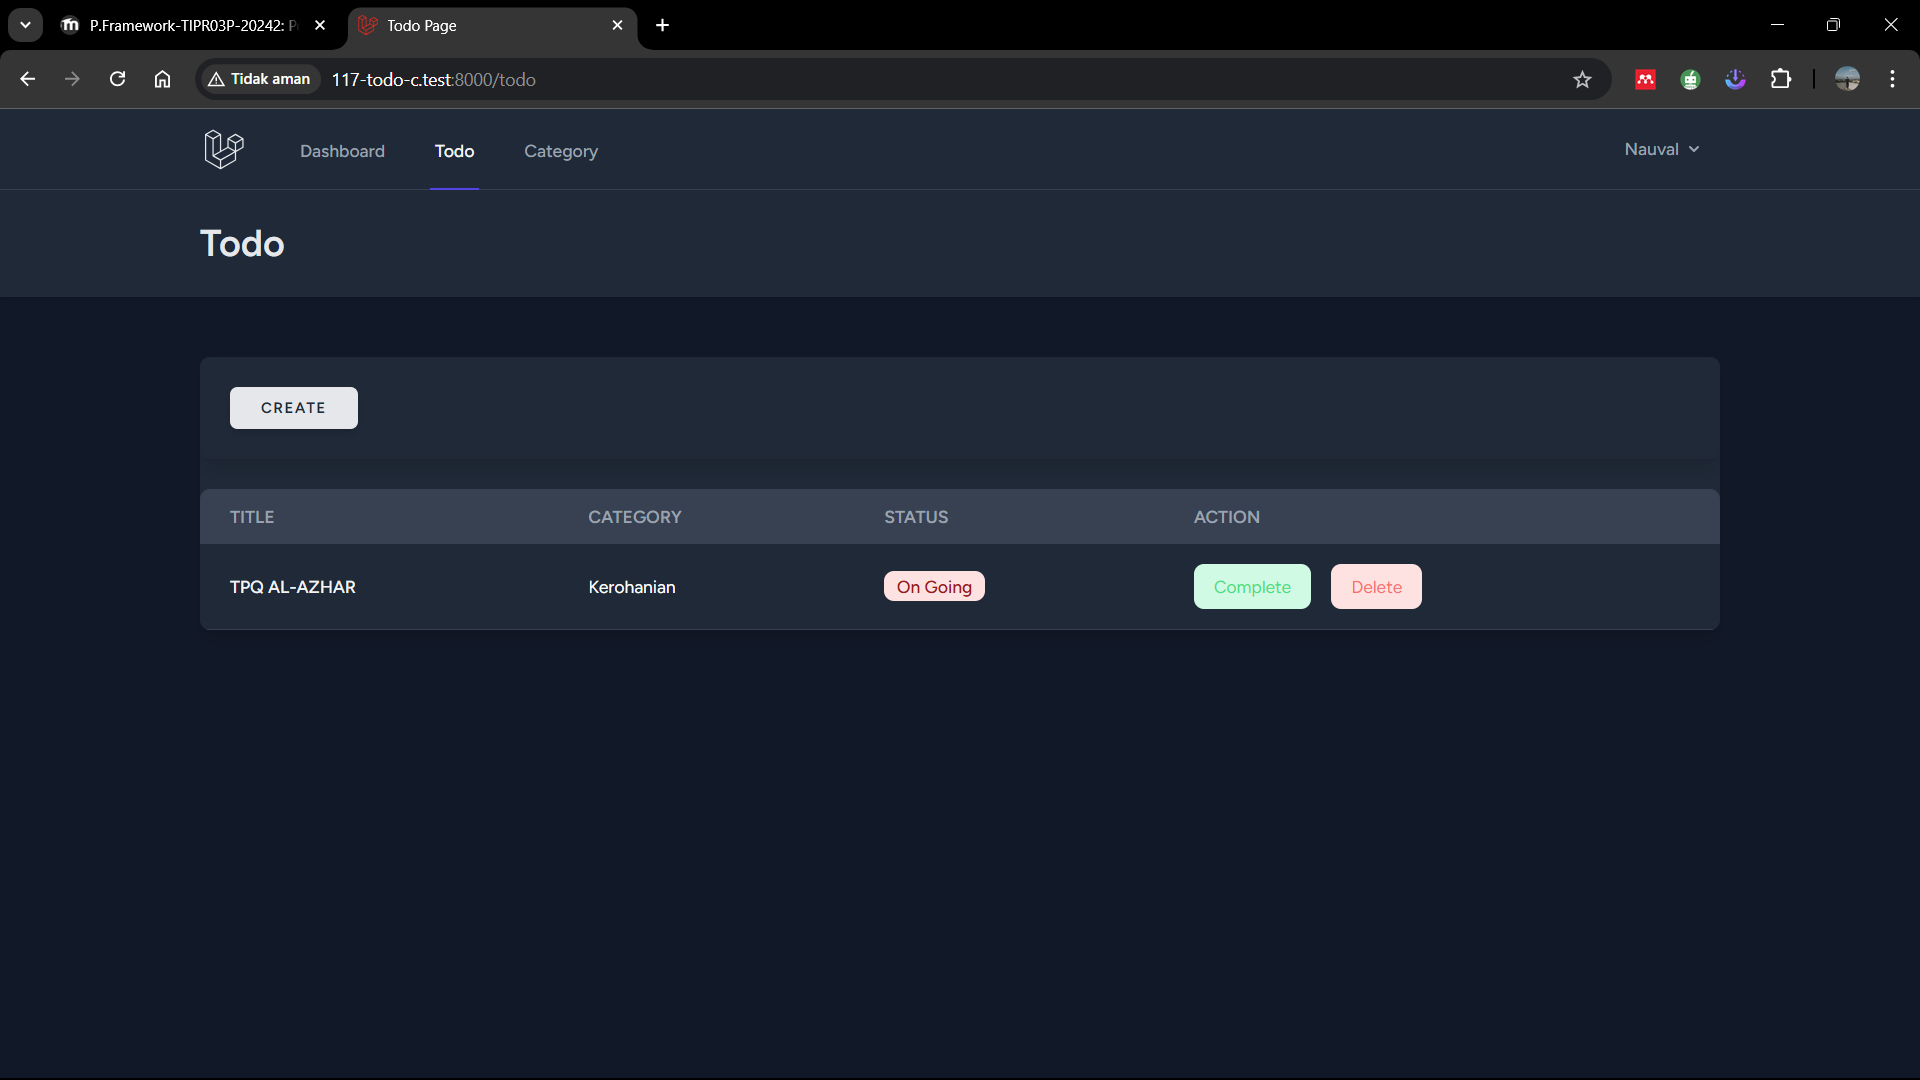 P.Framework-TIPR03P-20242:
Todo Page
Tidak aman
117-todo-c.test:8000/todo
Dashboard
Todo
Category
Nauval
Todo
CREATE
TITLE
CATEGORY
STATUS
ACTION
TPQ AL-AZHAR
Kerohanian
On Going
Complete
Delete